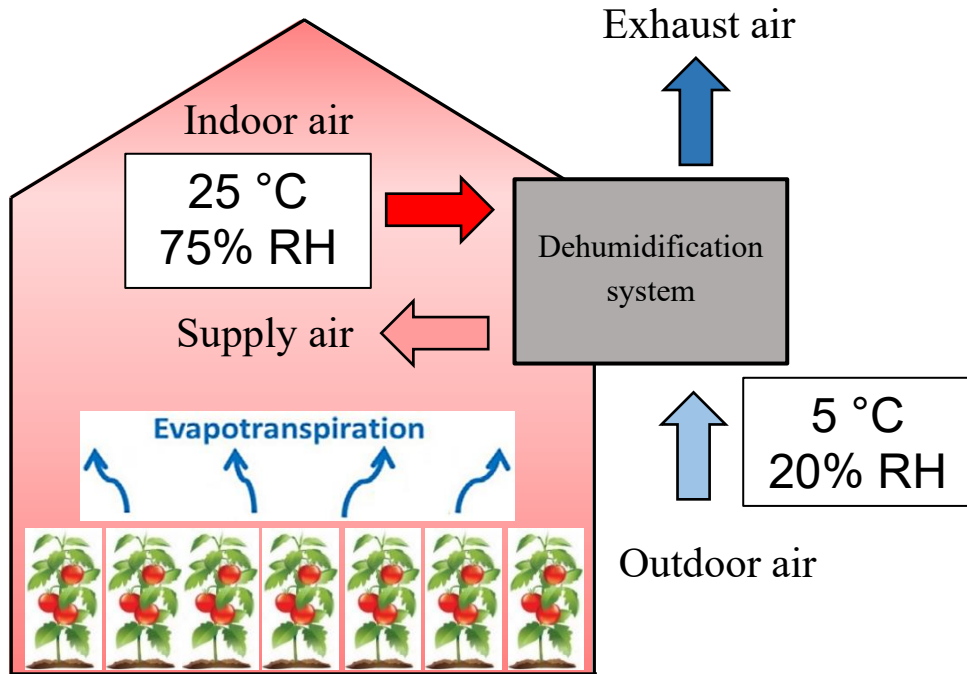 Exhaust air
Indoor air
25 °C
75% RH
Dehumidification
system
Supply air
5 °C
20% RH
Evapotranspiration
Outdoor air